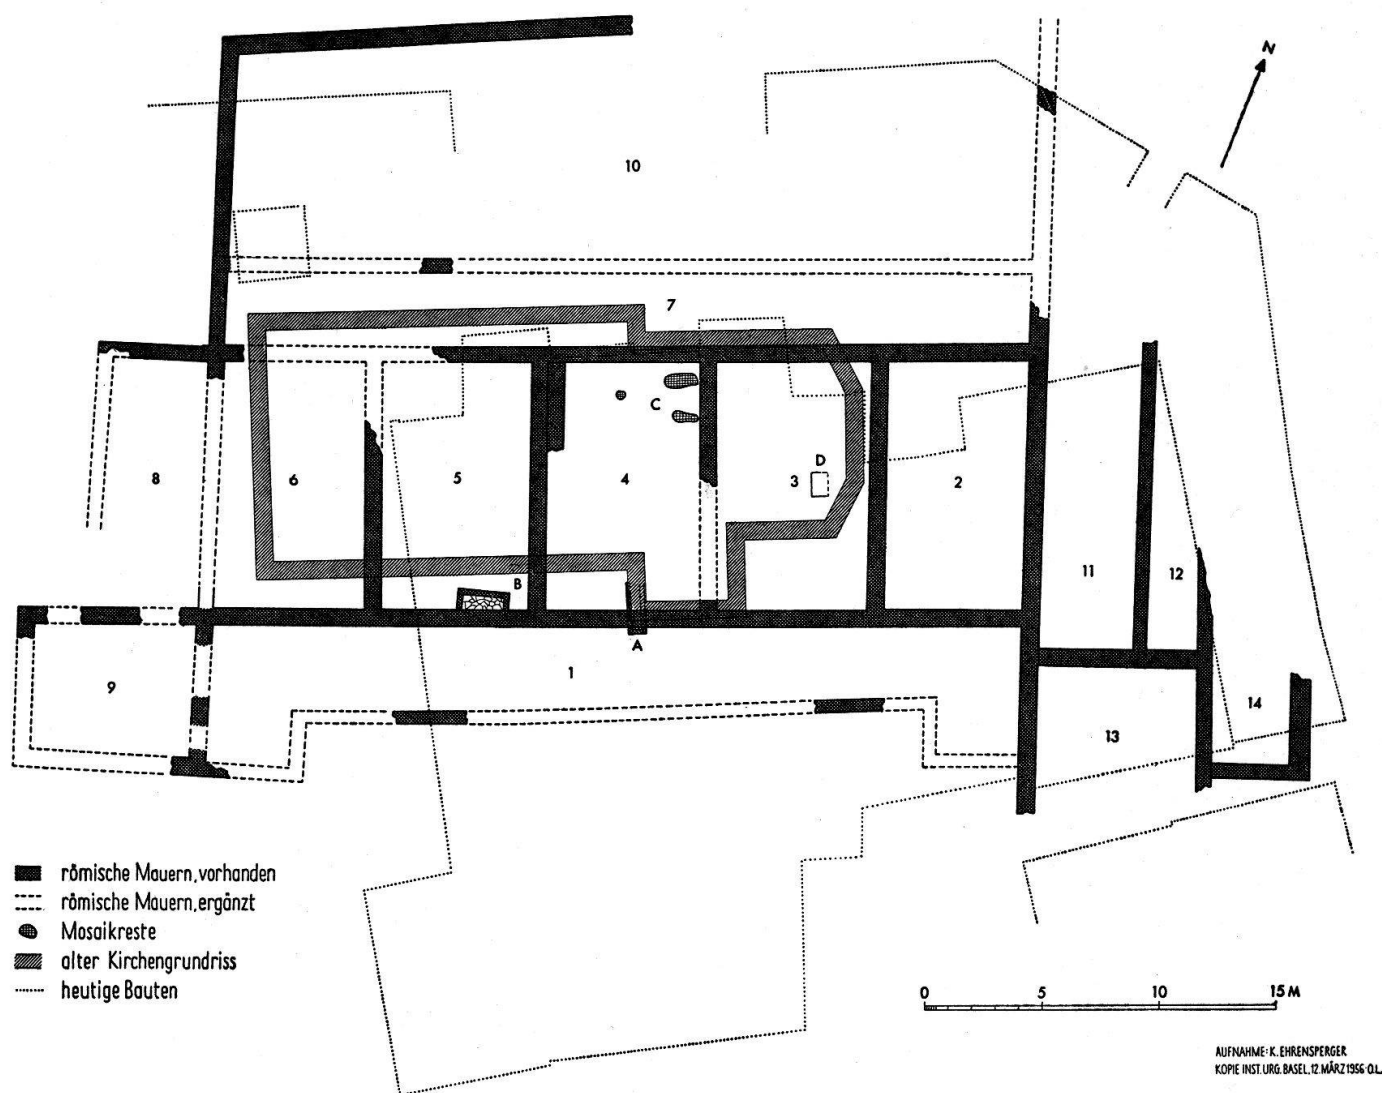 N
10
7
C
D
8
6
5
4
3
2
11
12
B
A
9
1
13
14
römische Mauern, vorhanden
römische Mauern, ergänzt
Mosaikreste
alter Kirchengrundriss
heutige Bauten
0 5 10 15 M
AUFNAHME: K. EHRENSPERGER
KOPIE INST. URG. BASEL, 12. MÄRZ 1956 O.L.